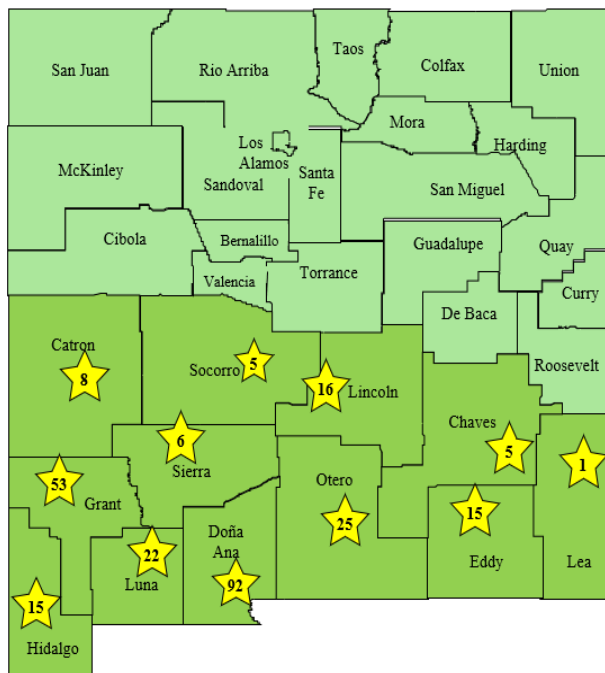 Taos
San Juan
Rio Arriba
Colfax
Union
Mora
Harding
Los
Alamos
McKinley
Santa
Fe
Sandoval
San Miguel
Cibola
Bernalillo
Guadalupe
Quay
Torrance
Valencia
Curry
De Baca
Catron
Socorro
5
Roosevelt
8
16
Lincoln
Chaves
6
5
1
Sierra
53
Grant
Otero
15
25
Doña
Ana
22
Eddy
Lea
Luna
92
15
Hidalgo